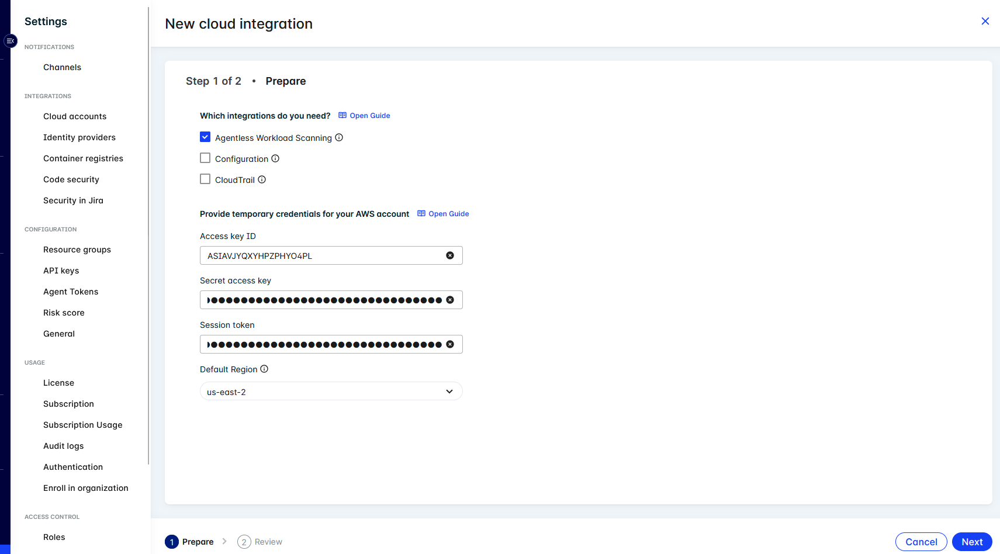 Settings
NOTIFICATIONS
Channels
INTEGRATIONS
Cloud accounts
Identity providers
Container registries
Code security
Security in Jira
CONFIGURATION
Resource groups
API keys
Agent Tokens
Risk score
General
USAGE
License
Subscription
Subscription Usage
Audit logs
Authentication
Enroll in organization
ACCESS CONTROL
Roles
New cloud integration
Step 1 of 2 • Prepare
Which integrations do you need? Open Guide
Agentless Workload Scanning
Configuration
CloudTrail
Provide temporary credentials for your AWS account Open Guide
Access key ID
ASIAVJYQXYHPZPHYO4PL
Secret access key
Session token
Default Region
us-east-2
1 Prepare 2 Review
Cancel Next